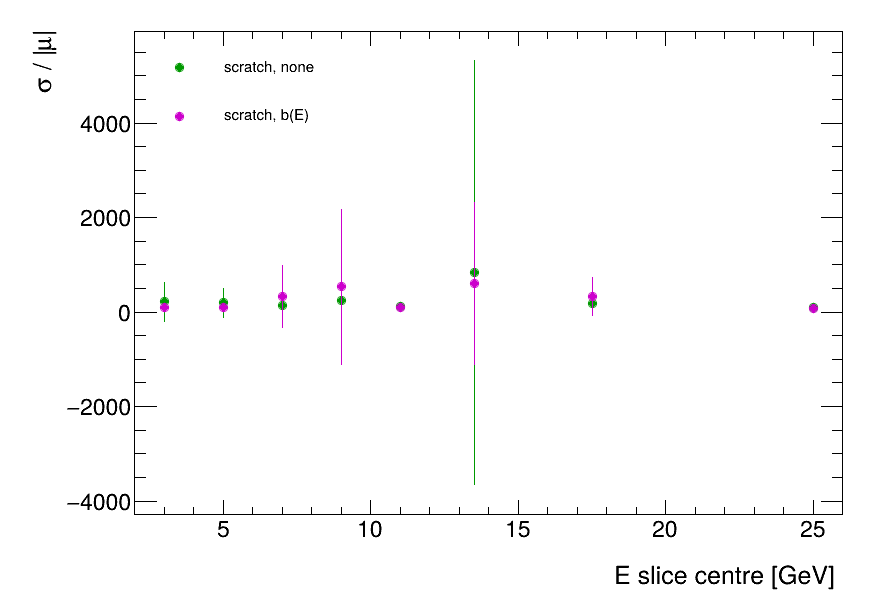 σ / |μ|
scratch, none
scratch, b(E)
4000
2000
0
−2000
−4000
5 10 15 20 25
E slice centre [GeV]